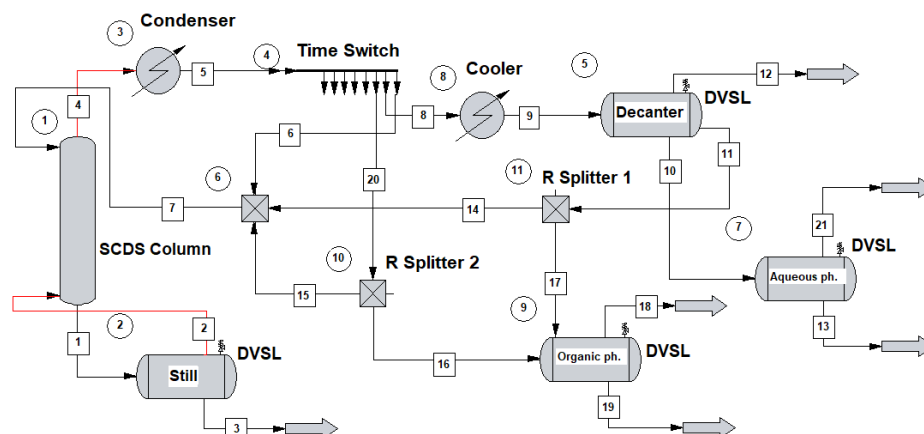 Condenser
3
Time Switch
4
Cooler
8
5
5
4
12
DVSL
Decanter
1
8
9
6
10
11
11
R Splitter 1
6
20
21
7
14
7
DVSL
SCDS Column
10
R Splitter 2
Aqueous ph.
15
17
9
18
13
2
2
1
DVSL
Still
16
Organic ph.
DVSL
3
19